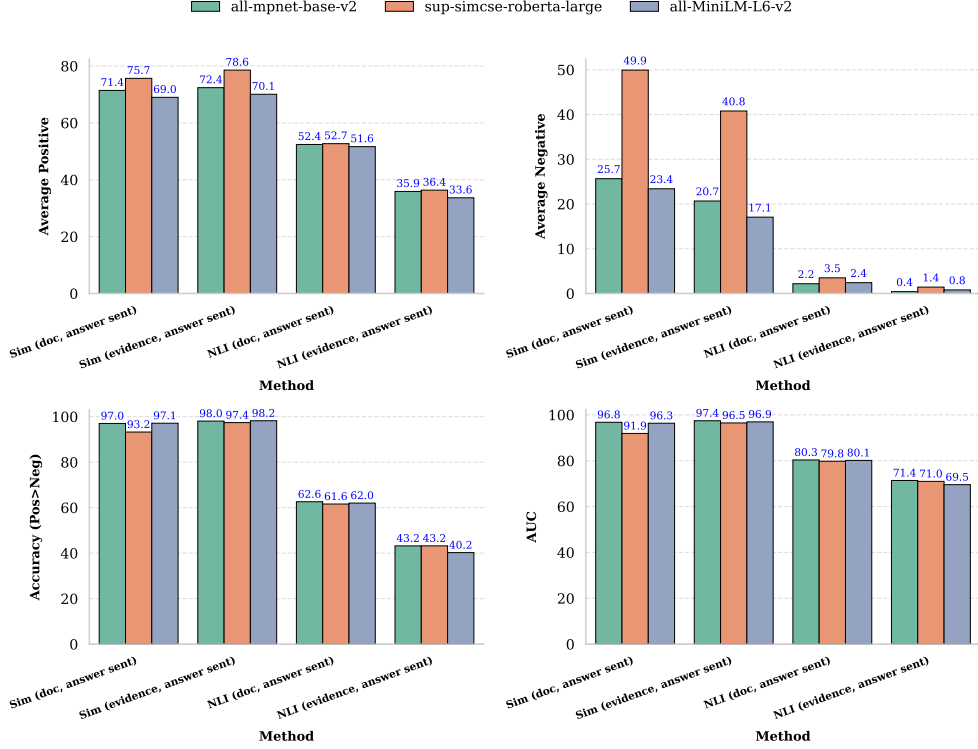 all-mpnet-base-v2 sup-simcse-roberta-large all-MiniLM-L6-v2
Average Positive
80
60
40
20
0
71.4 75.7 69.0 72.4 78.6 70.1 52.4 52.7 51.6 35.9 36.4 33.6
Sim (doc, answer sent)
Sim (evidence, answer sent)
NLI (doc, answer sent)
NLI (evidence, answer sent)
Method
Average Negative
50
40
30
20
10
0
25.7 49.9 23.4 20.7 40.8 17.1 2.2 3.5 2.4 0.4 1.4 0.8
Sim (doc, answer sent)
Sim (evidence, answer sent)
NLI (doc, answer sent)
NLI (evidence, answer sent)
Method
Accuracy (Pos>Neg)
100
80
60
40
20
0
97.0 93.2 97.1 98.0 97.4 98.2 62.6 61.6 62.0 43.2 43.2 40.2
Sim (doc, answer sent)
Sim (evidence, answer sent)
NLI (doc, answer sent)
NLI (evidence, answer sent)
Method
AUC
100
80
60
40
20
0
96.8 91.9 96.3 97.4 96.5 96.9 80.3 79.8 80.1 71.4 71.0 69.5
Sim (doc, answer sent)
Sim (evidence, answer sent)
NLI (doc, answer sent)
NLI (evidence, answer sent)
Method